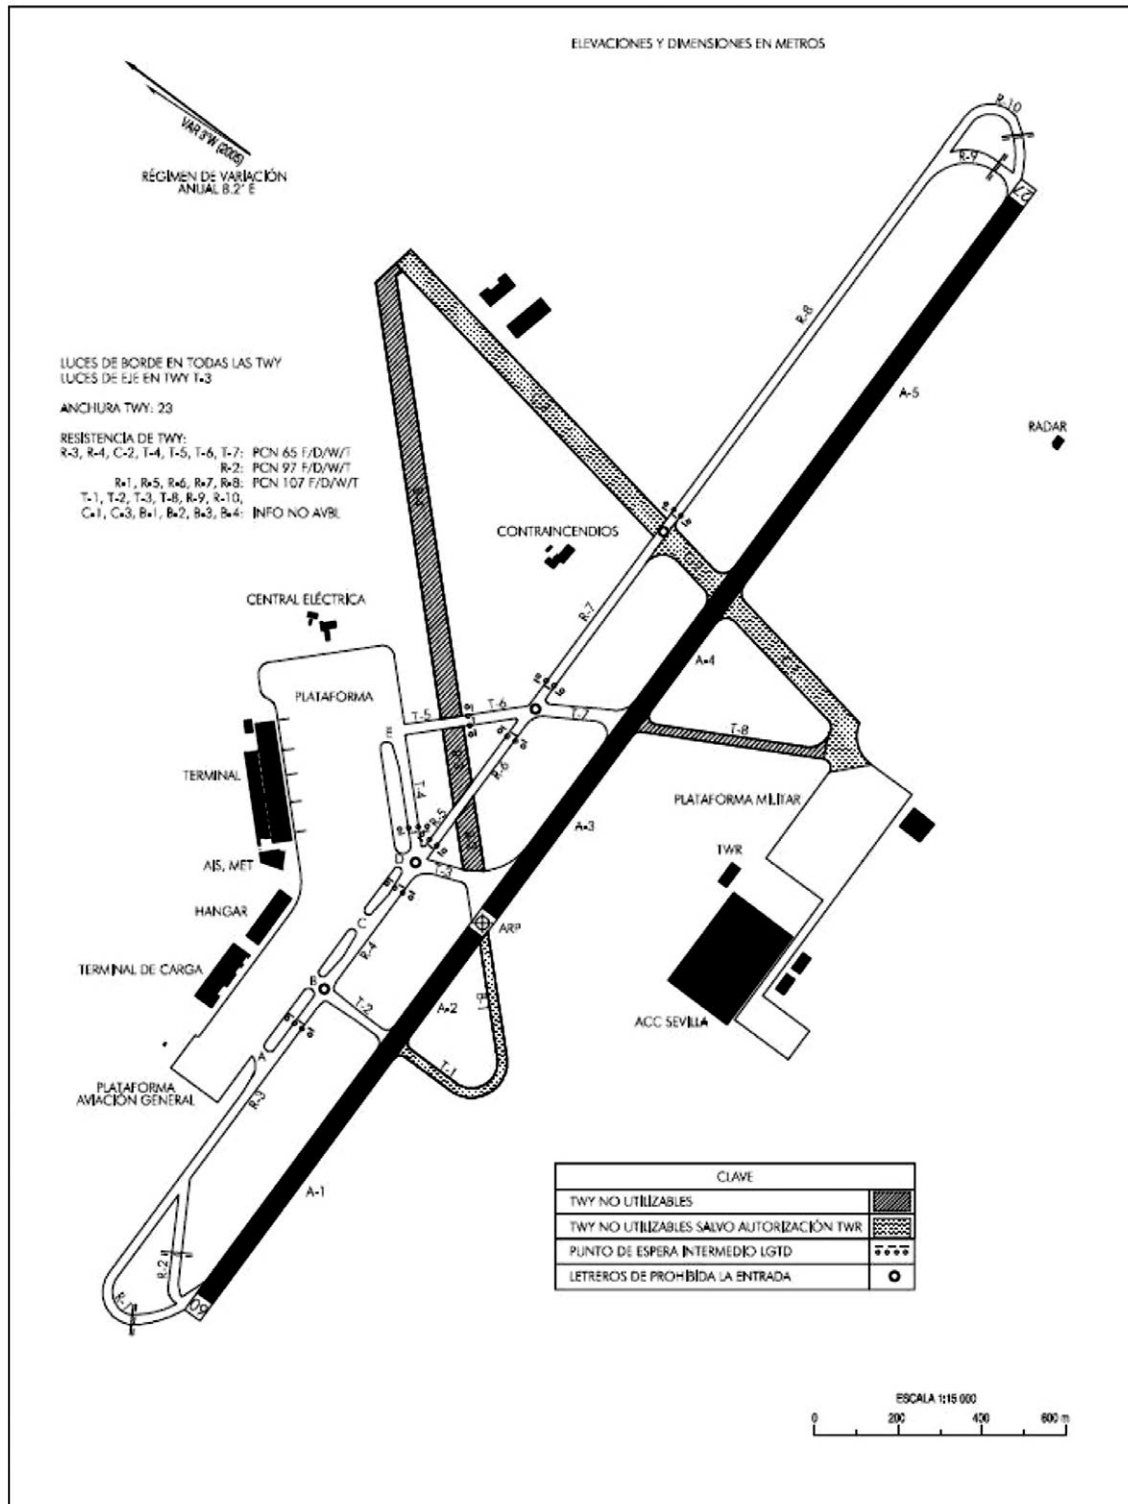 ELEVACIONES Y DIMENSIONES EN METROS
VAR 3°W (2005)
RÉGIMEN DE VARIACIÓN
ANUAL 8.2' E
R-10
R-9
27
R-8
A-5
LUCES DE BORDE EN TODAS LAS TWY
LUCES DE EJE EN TWY T-3
ANCHURA TWY: 23
RESISTENCIA DE TWY:
R-3, R-4, C-2, T-4, T-5, T-6, T-7: PCN 65 F/D/W/T
R-2: PCN 97 F/D/W/T
R-1, R-5, R-6, R-7, R-8: PCN 107 F/D/W/T
T-1, T-2, T-3, T-8, R-9, R-10,
C-1, C-3, B-1, B-2, B-3, B-4: INFO NO AVBL
RADAR
CONTRAINCENDIOS
CENTRAL ELÉCTRICA
R-7
A-4
PLATAFORMA
T-5
T-6
T-7
T-8
E
R-6
TERMINAL
T-4
PLATAFORMA MILITAR
R-5
A-3
TWR
AIS, MET
D
T-3
HANGAR
C
ARP
R-4
TERMINAL DE CARGA
B
T-2
A-2
ACC SEVILLA
A
T-1
PLATAFORMA
AVIACIÓN GENERAL
R-3
A-1
R-2
R-1
09
CLAVE
TWY NO UTILIZABLES
TWY NO UTILIZABLES SALVO AUTORIZACIÓN TWR
PUNTO DE ESPERA INTERMEDIO LGTD
LETREROS DE PROHIBIDA LA ENTRADA
ESCALA 1:15 000
0 200 400 600 m